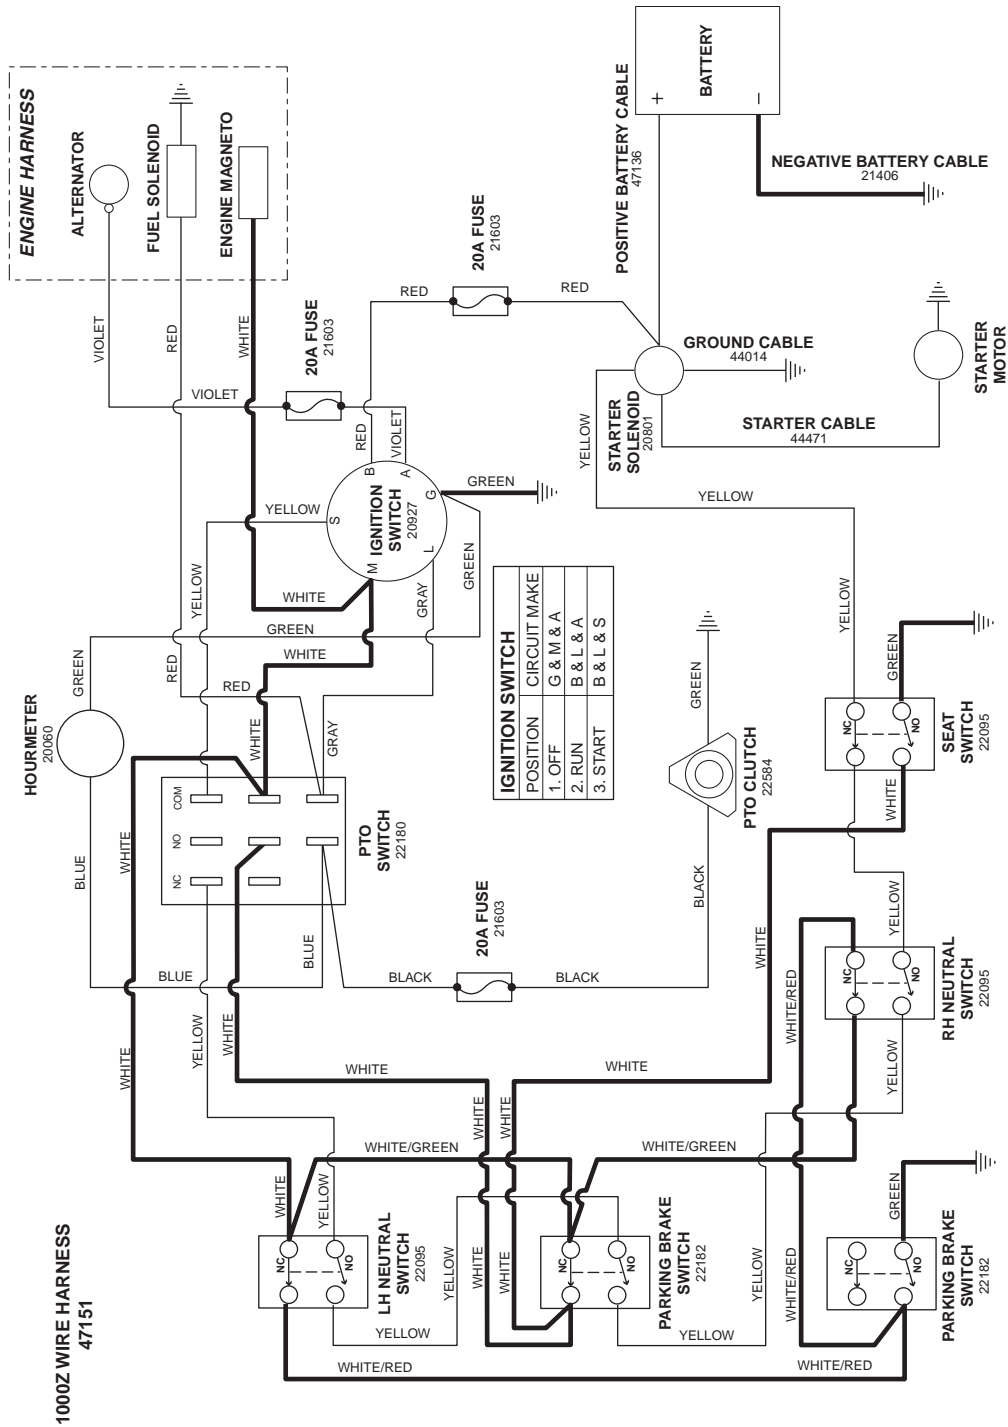 1000Z WIRE HARNESS
47151
ENGINE HARNESS
ALTERNATOR
FUEL SOLENOID
ENGINE MAGNETO
VIOLET
RED
WHITE
20A FUSE
21603
VIOLET
20A FUSE
21603
RED
RED
POSITIVE BATTERY CABLE
47136
BATTERY
+
–
NEGATIVE BATTERY CABLE
21406
GROUND CABLE
44014
STARTER
SOLENOID
20801
STARTER CABLE
44471
STARTER
MOTOR
YELLOW
YELLOW
YELLOW
RED
VIOLET
B
A
G
S
M
L
IGNITION
SWITCH
20927
GREEN
GREEN
YELLOW
YELLOW
WHITE
GRAY
GREEN
WHITE
GREEN
RED
RED
WHITE
GRAY
HOURMETER
20060
BLUE
BLUE
BLUE
COM
NO
NC
PTO
SWITCH
22180
IGNITION SWITCH
POSITION CIRCUIT MAKE
1. OFF G & M & A
2. RUN B & L & A
3. START B & L & S
GREEN
PTO CLUTCH
22584
BLACK
20A FUSE
21603
BLACK
BLACK
GREEN
NC
NO
SEAT
SWITCH
22095
WHITE
WHITE
YELLOW
WHITE/RED
NC
NO
RH NEUTRAL
SWITCH
22095
YELLOW
WHITE
WHITE
YELLOW
WHITE
WHITE
WHITE
WHITE
WHITE
WHITE/GREEN
WHITE/GREEN
WHITE
YELLOW
NC
NO
LH NEUTRAL
SWITCH
22095
YELLOW
YELLOW
WHITE
WHITE
NC
NO
PARKING BRAKE
SWITCH
22182
YELLOW
YELLOW
WHITE/RED
WHITE/RED
WHITE/RED
GREEN
NC
NO
PARKING BRAKE
SWITCH
22182